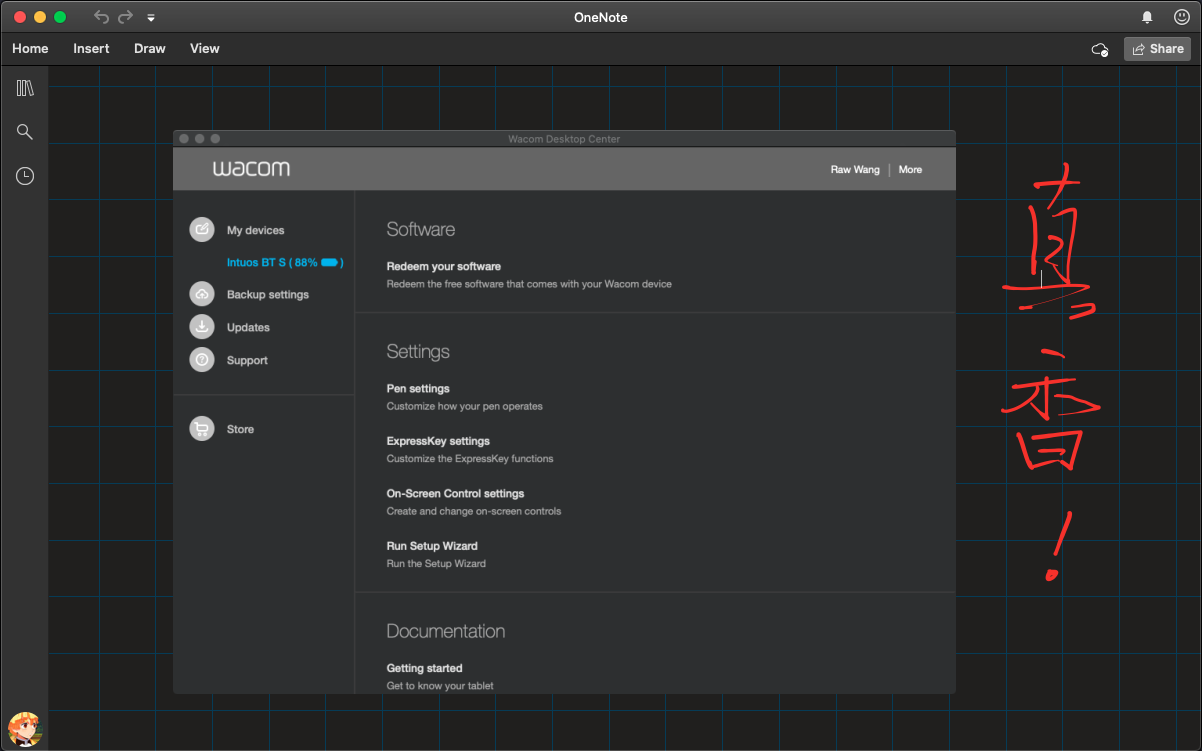 OneNote
Home Insert Draw View
Share
Wacom Desktop Center
wacom
Raw Wang | More
My devices
Intuos BT S ( 88% )
Backup settings
Updates
Support
Store
Software
Redeem your software
Redeem the free software that comes with your Wacom device
Settings
Pen settings
Customize how your pen operates
ExpressKey settings
Customize the ExpressKey functions
On-Screen Control settings
Create and change on-screen controls
Run Setup Wizard
Run the Setup Wizard
Documentation
Getting started
Get to know your tablet
真香!